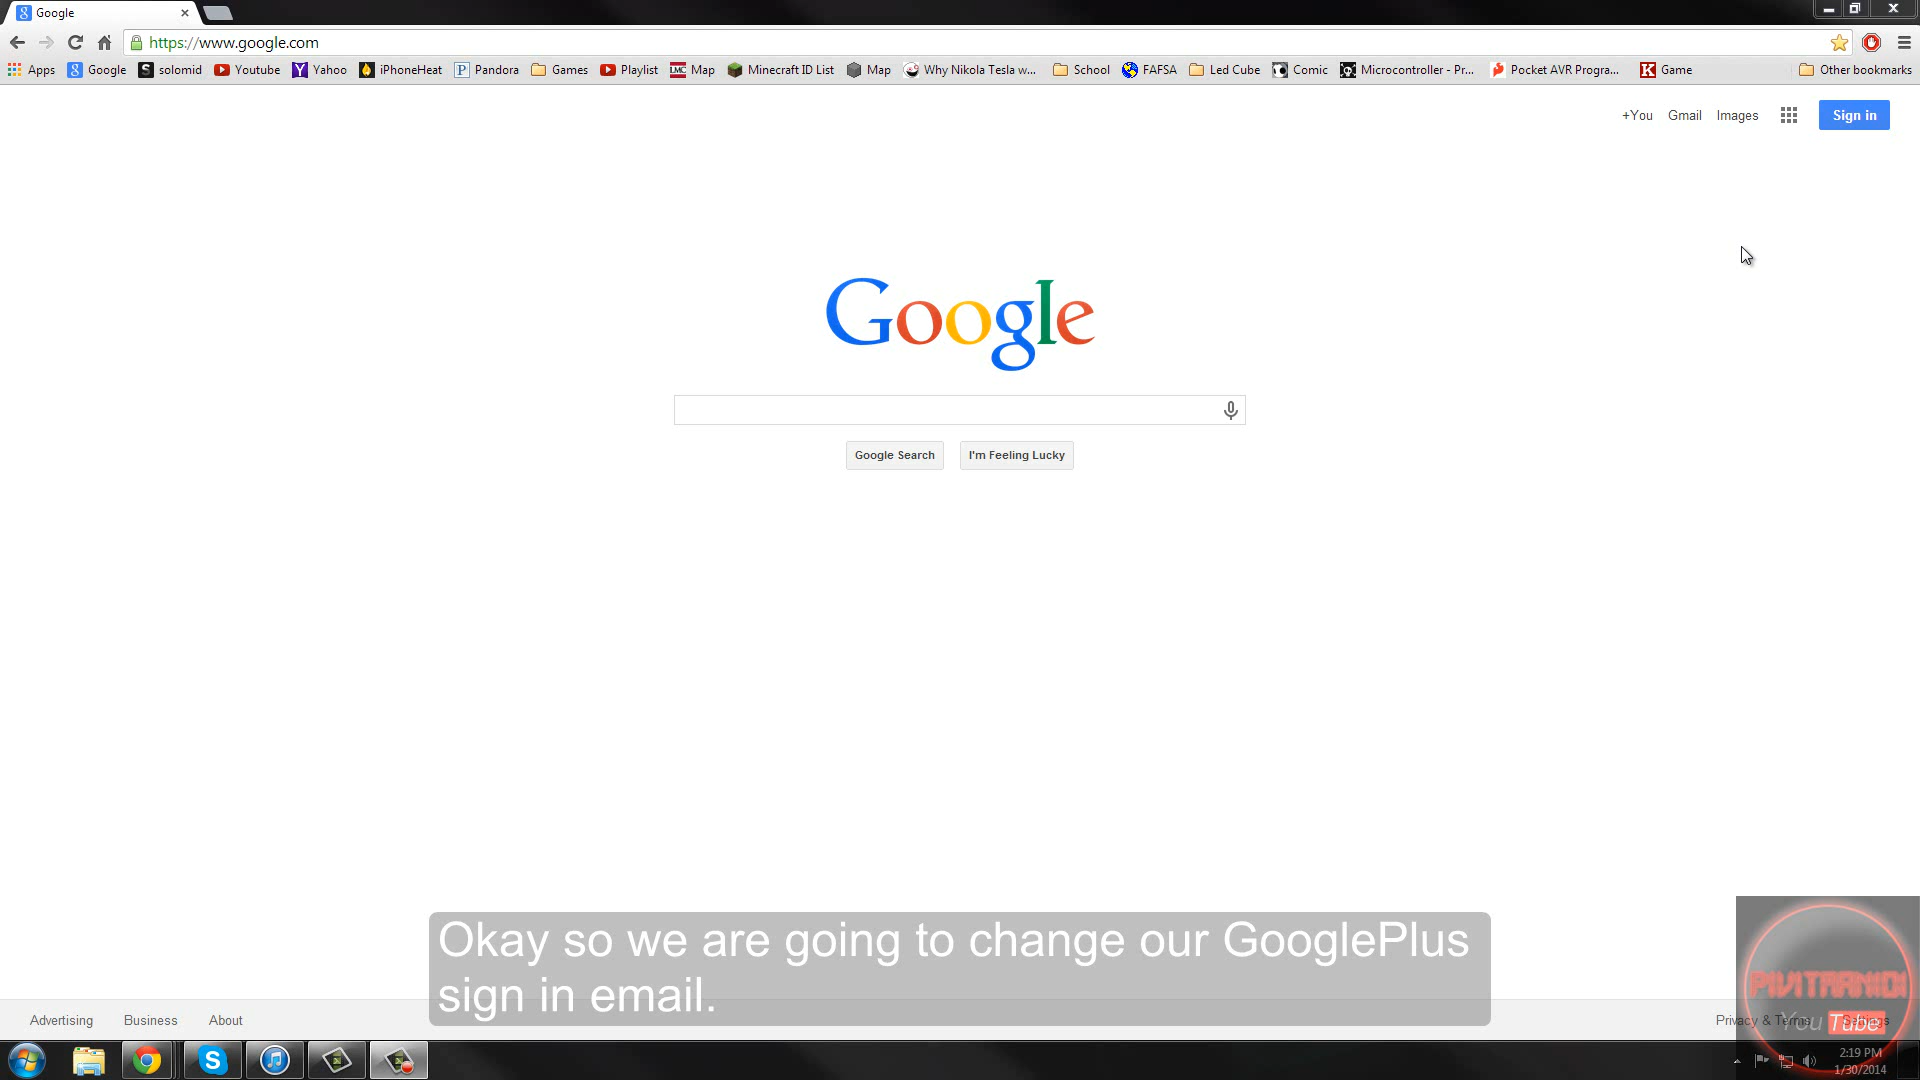 Google
https://www.google.com
Apps Google solomid Youtube Yahoo iPhoneHeat Pandora Games Playlist LMC Map Minecraft ID List Map Why Nikola Tesla w... School FAFSA Led Cube Comic Microcontroller - Pr... Pocket AVR Progra... Game Other bookmarks
+You Gmail Images Sign in
Google
Google Search I'm Feeling Lucky
Okay so we are going to change our GooglePlus
sign in email.
PIVITRANIDI
Advertising Business About Privacy & Terms Settings
You Tube
2:19 PM
1/30/2014